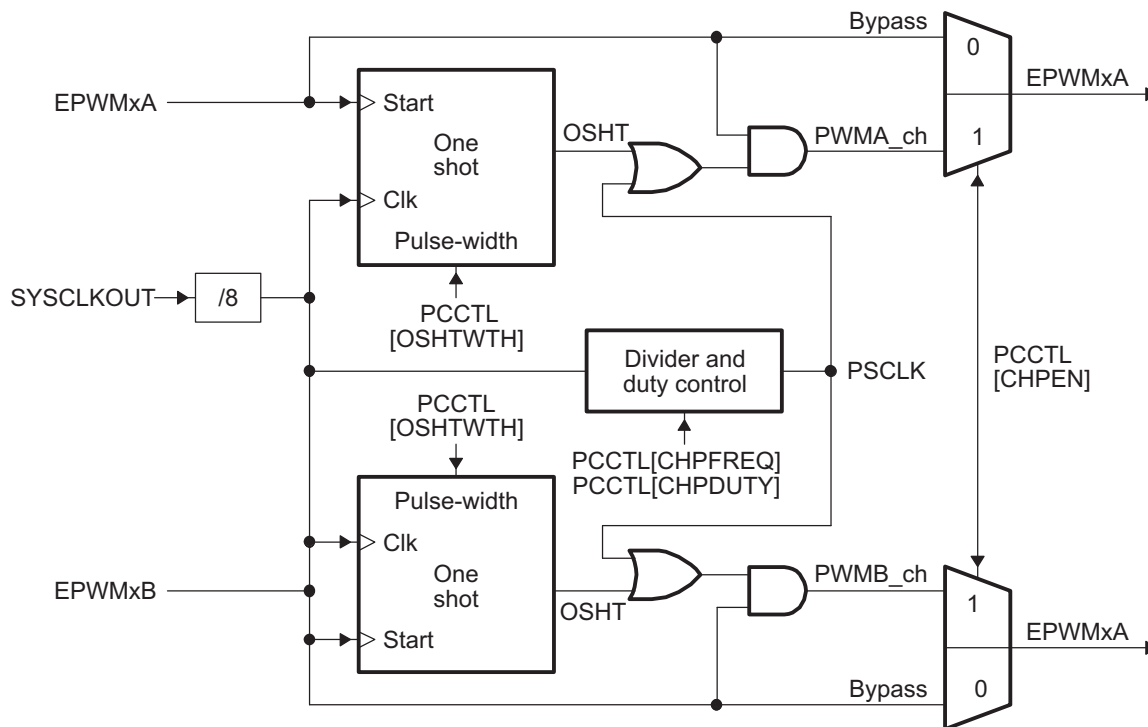 Bypass
0
EPWMxA
EPWMxA
Start
OSHT
PWMA_ch
1
One
shot
Clk
Pulse-width
SYSCLKOUT
/8
PCCTL
[OSHTWTH]
Divider and
duty control
PSCLK
PCCTL
[CHPEN]
PCCTL
[OSHTWTH]
PCCTL[CHPFREQ]
PCCTL[CHPDUTY]
Pulse-width
Clk
One
shot
EPWMxB
OSHT
PWMB_ch
1
Start
EPWMxA
Bypass
0